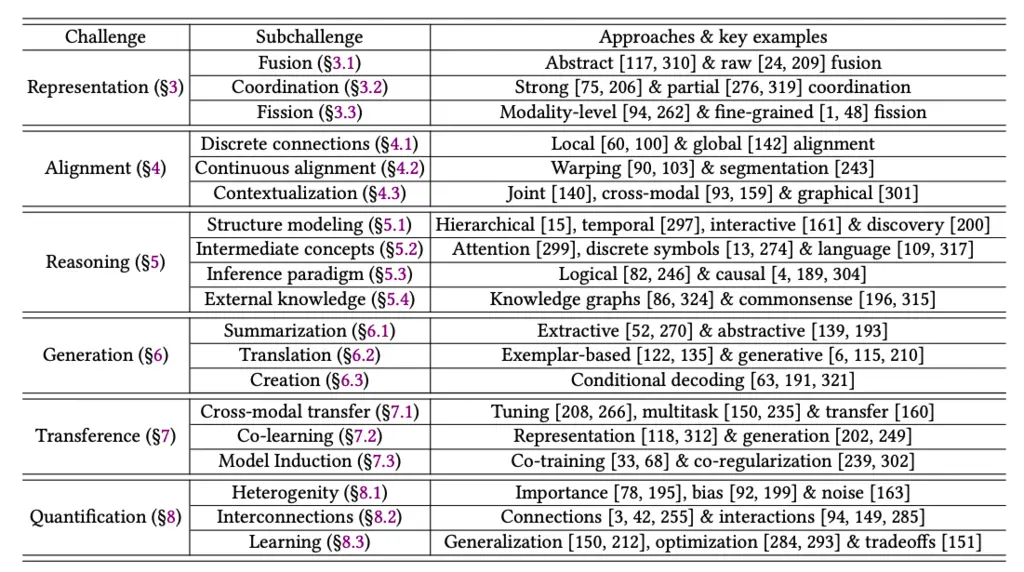 Challenge Subchallenge Approaches & key examples
Representation (§3)
Fusion (§3.1) Abstract [117, 310] & raw [24, 209] fusion
Coordination (§3.2) Strong [75, 206] & partial [276, 319] coordination
Fission (§3.3) Modality-level [94, 262] & fine-grained [1, 48] fission
Alignment (§4)
Discrete connections (§4.1) Local [60, 100] & global [142] alignment
Continuous alignment (§4.2) Warping [90, 103] & segmentation [243]
Contextualization (§4.3) Joint [140], cross-modal [93, 159] & graphical [301]
Reasoning (§5)
Structure modeling (§5.1) Hierarchical [15], temporal [297], interactive [161] & discovery [200]
Intermediate concepts (§5.2) Attention [299], discrete symbols [13, 274] & language [109, 317]
Inference paradigm (§5.3) Logical [82, 246] & causal [4, 189, 304]
External knowledge (§5.4) Knowledge graphs [86, 324] & commonsense [196, 315]
Generation (§6)
Summarization (§6.1) Extractive [52, 270] & abstractive [139, 193]
Translation (§6.2) Exemplar-based [122, 135] & generative [6, 115, 210]
Creation (§6.3) Conditional decoding [63, 191, 321]
Transference (§7)
Cross-modal transfer (§7.1) Tuning [208, 266], multitask [150, 235] & transfer [160]
Co-learning (§7.2) Representation [118, 312] & generation [202, 249]
Model Induction (§7.3) Co-training [33, 68] & co-regularization [239, 302]
Quantification (§8)
Heterogenity (§8.1) Importance [78, 195], bias [92, 199] & noise [163]
Interconnections (§8.2) Connections [3, 42, 255] & interactions [94, 149, 285]
Learning (§8.3) Generalization [150, 212], optimization [284, 293] & tradeoffs [151]